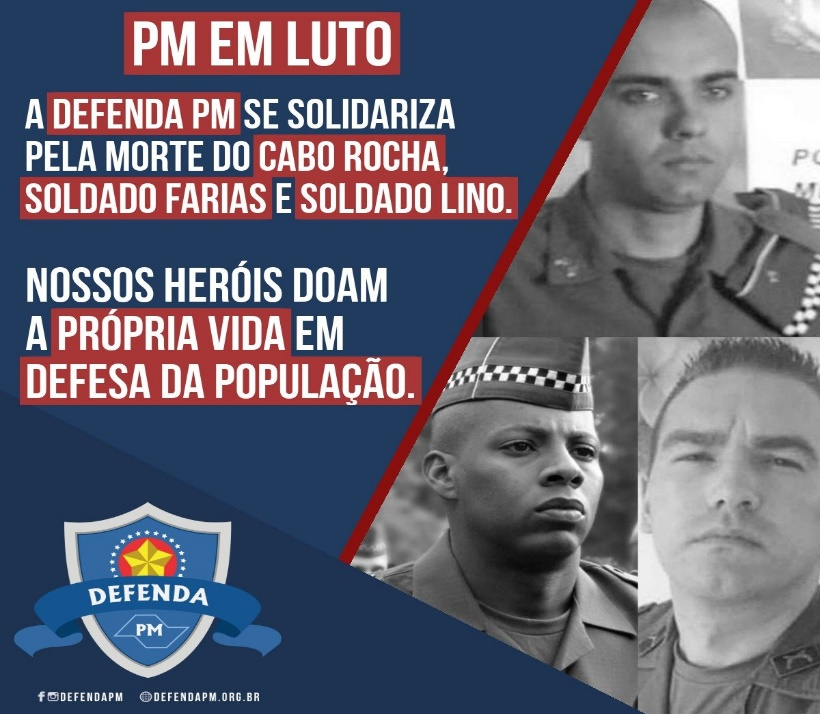 PM EM LUTO
A DEFENDA PM SE SOLIDARIZA
PELA MORTE DO CABO ROCHA,
SOLDADO FARIAS E SOLDADO LINO.
NOSSOS HERÓIS DOAM
A PRÓPRIA VIDA EM
DEFESA DA POPULAÇÃO.
DEFENDA
PM
DEFENDAPM DEFENDAPM.ORG.BR